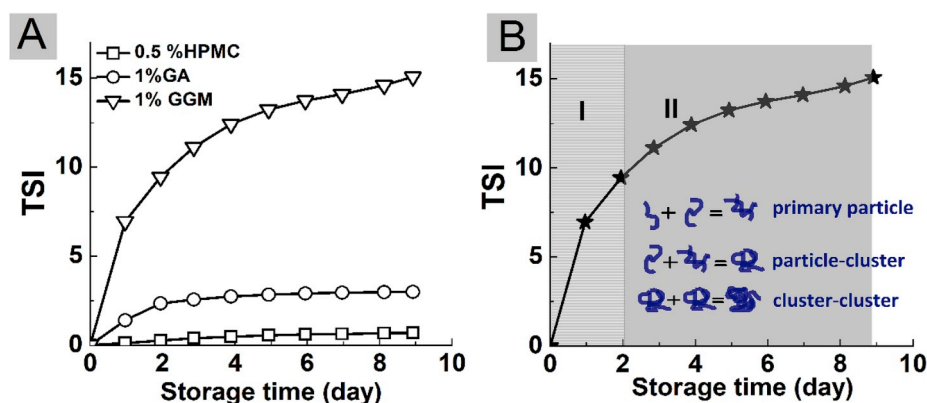 A
0.5 %HPMC
1%GA
1% GGM
15
10
5
0
TSI
0 2 4 6 8 10
Storage time (day)
B
I
II
15
10
5
0
TSI
+ = primary particle
+ = particle-cluster
+ = cluster-cluster
0 2 4 6 8 10
Storage time (day)